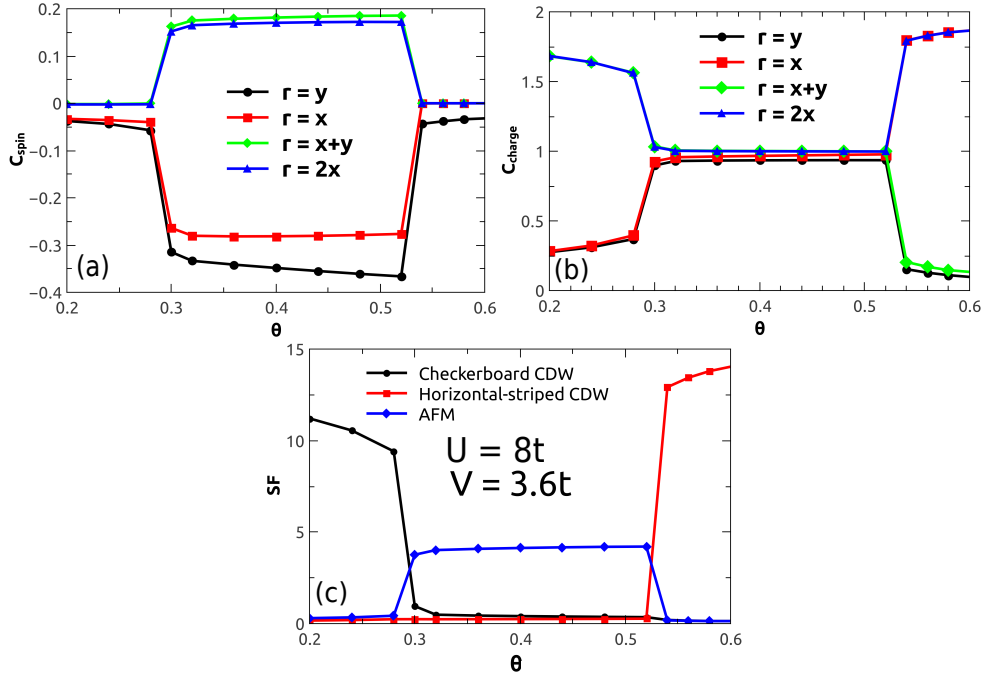 0.2
0.1
0
−0.1
−0.2
−0.3
−0.4
C_spin
r = y
r = x
r = x+y
r = 2x
(a)
0.2 0.3 0.4 0.5 0.6
θ
2
1.5
1
0.5
0
C_charge
r = y
r = x
r = x+y
r = 2x
(b)
0.2 0.3 0.4 0.5 0.6
θ
15
10
5
0
SF
Checkerboard CDW
Horizontal-striped CDW
AFM
U = 8t
V = 3.6t
(c)
0.2 0.3 0.4 0.5 0.6
θ